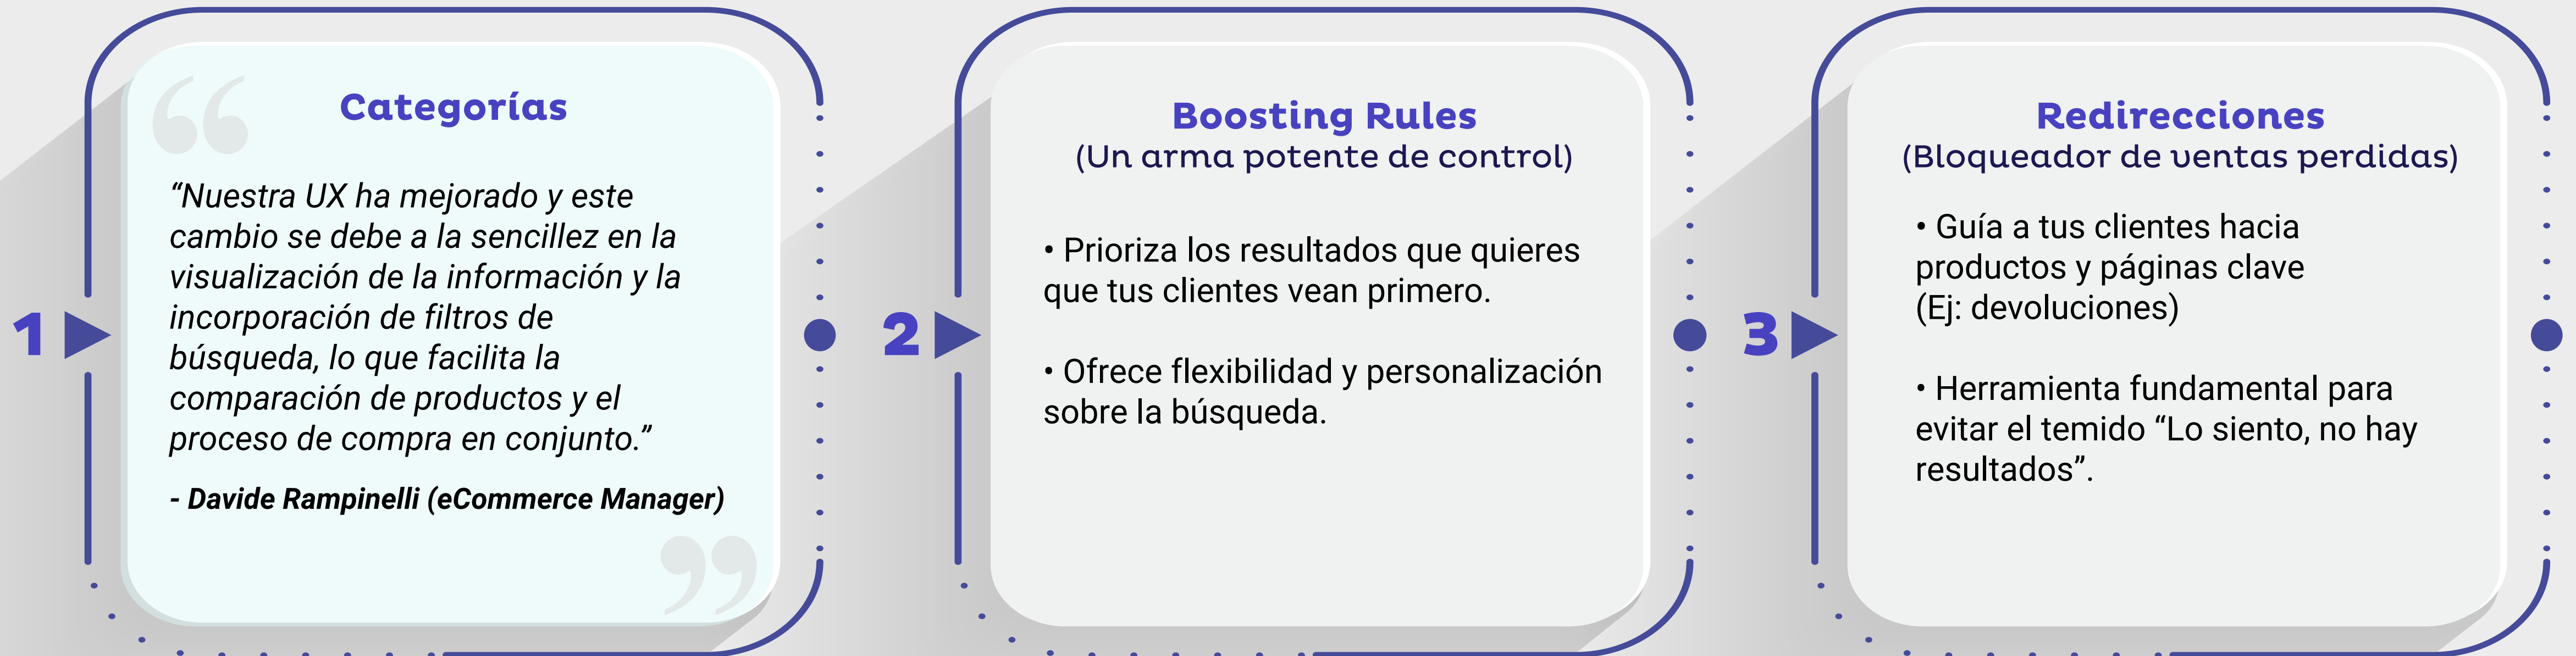 1
Categorías
“Nuestra UX ha mejorado y este
cambio se debe a la sencillez en la
visualización de la información y la
incorporación de filtros de
búsqueda, lo que facilita la
comparación de productos y el
proceso de compra en conjunto.”
- Davide Rampinelli (eCommerce Manager)
2
Boosting Rules
(Un arma potente de control)
• Prioriza los resultados que quieres
que tus clientes vean primero.
• Ofrece flexibilidad y personalización
sobre la búsqueda.
3
Redirecciones
(Bloqueador de ventas perdidas)
• Guía a tus clientes hacia
productos y páginas clave
(Ej: devoluciones)
• Herramienta fundamental para
evitar el temido “Lo siento, no hay
resultados”.